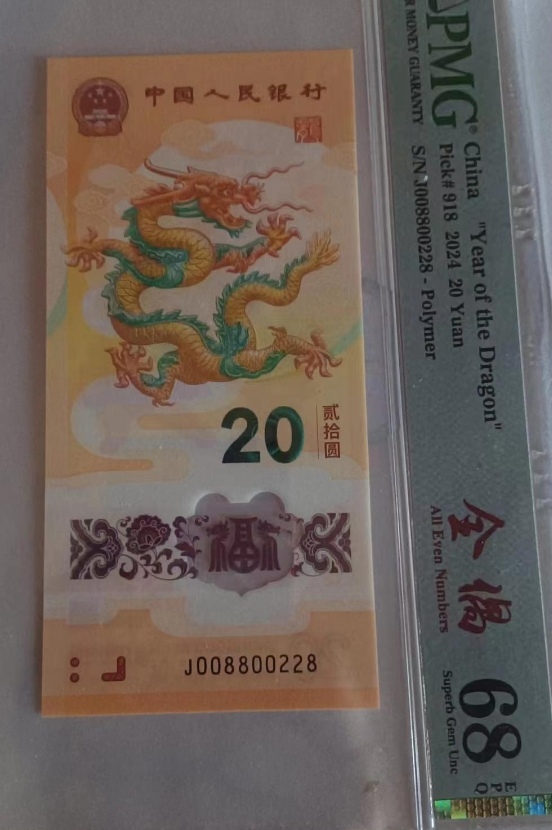 中国人民银行
20
贰拾圆
福
J008800228
PMG®
R MONEY GUARANTY
China "Year of the Dragon"
Pick# 918 2024 20 Yuan
S/N J008800228 - Polymer
全偶
All Even Numbers
68
EPQ
Superb Gem Unc